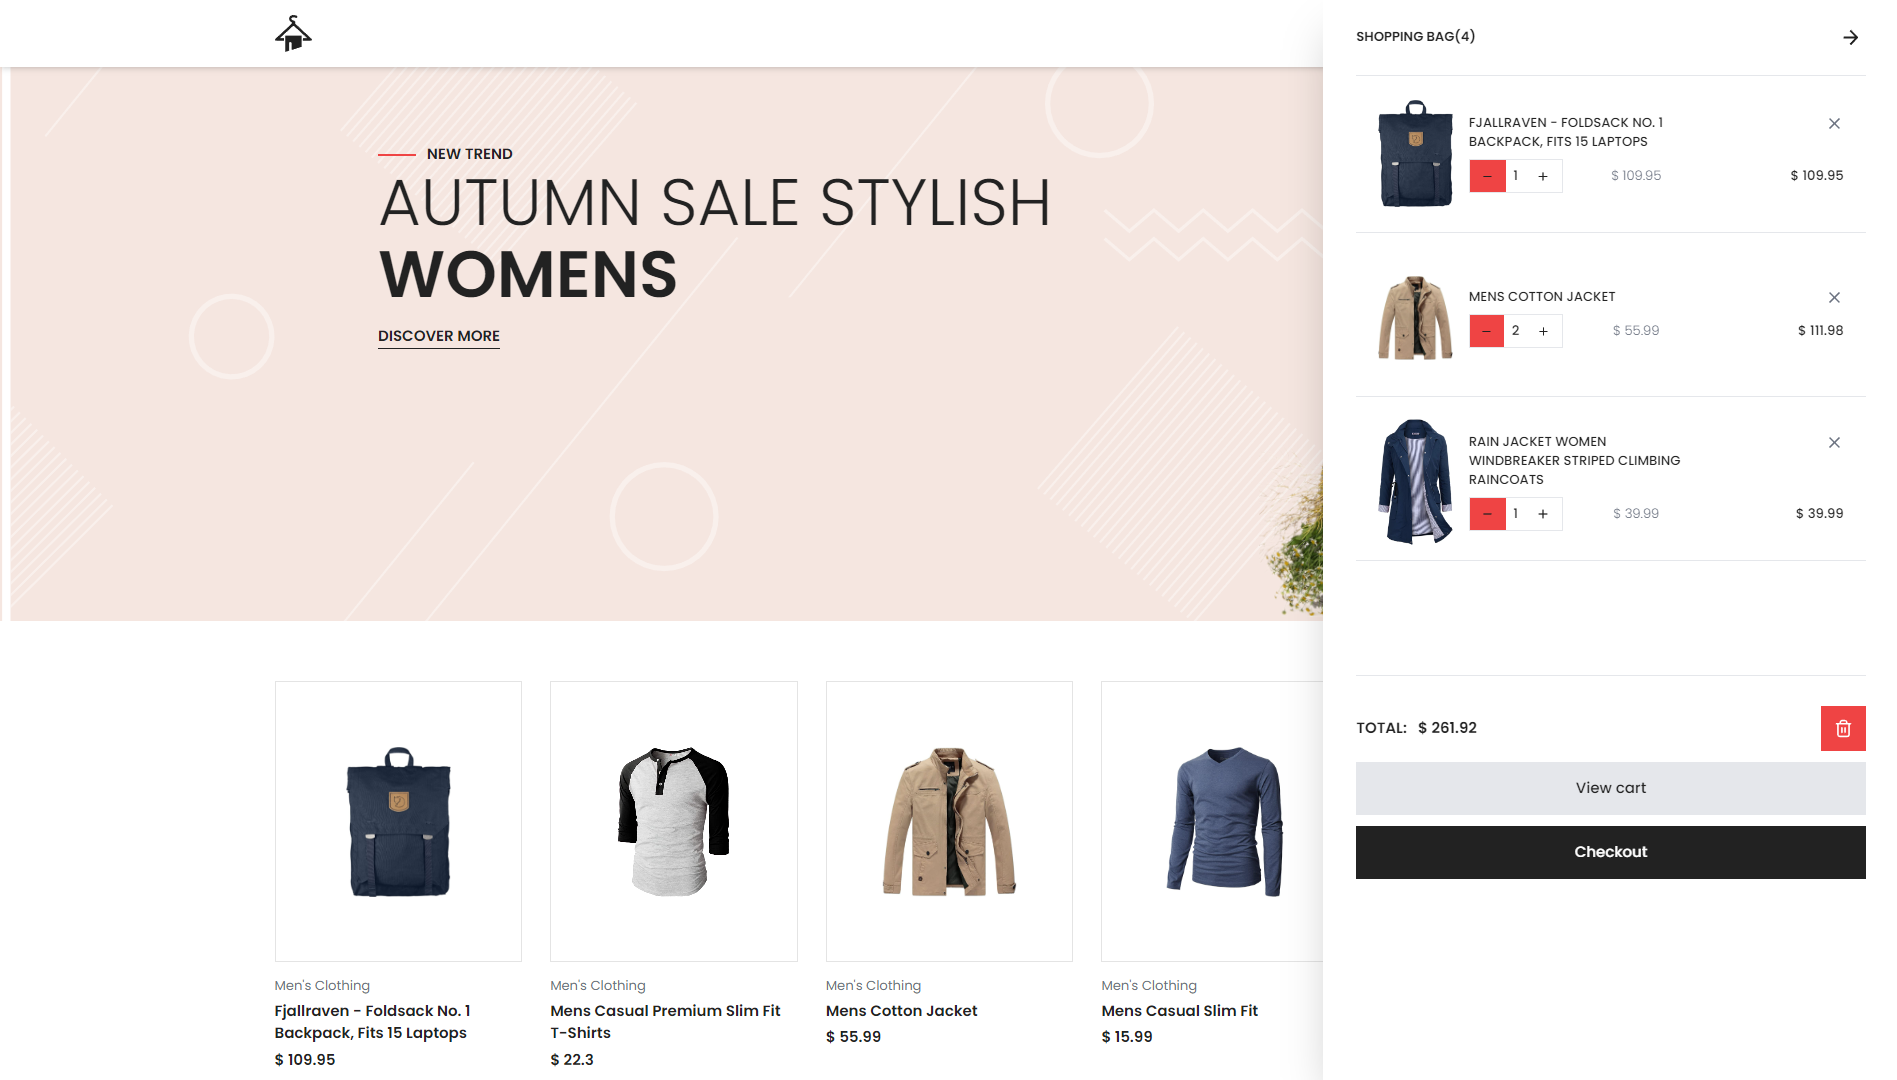 NEW TREND
AUTUMN SALE STYLISH
WOMENS
DISCOVER MORE
Men's Clothing
Fjallraven - Foldsack No. 1
Backpack, Fits 15 Laptops
$ 109.95
Men's Clothing
Mens Casual Premium Slim Fit
T-Shirts
$ 22.3
Men's Clothing
Mens Cotton Jacket
$ 55.99
Men's Clothing
Mens Casual Slim Fit
$ 15.99
SHOPPING BAG(4)
FJALLRAVEN - FOLDSACK NO. 1
BACKPACK, FITS 15 LAPTOPS
− 1 + $ 109.95 $ 109.95
MENS COTTON JACKET
− 2 + $ 55.99 $ 111.98
RAIN JACKET WOMEN
WINDBREAKER STRIPED CLIMBING
RAINCOATS
− 1 + $ 39.99 $ 39.99
TOTAL: $ 261.92
View cart
Checkout